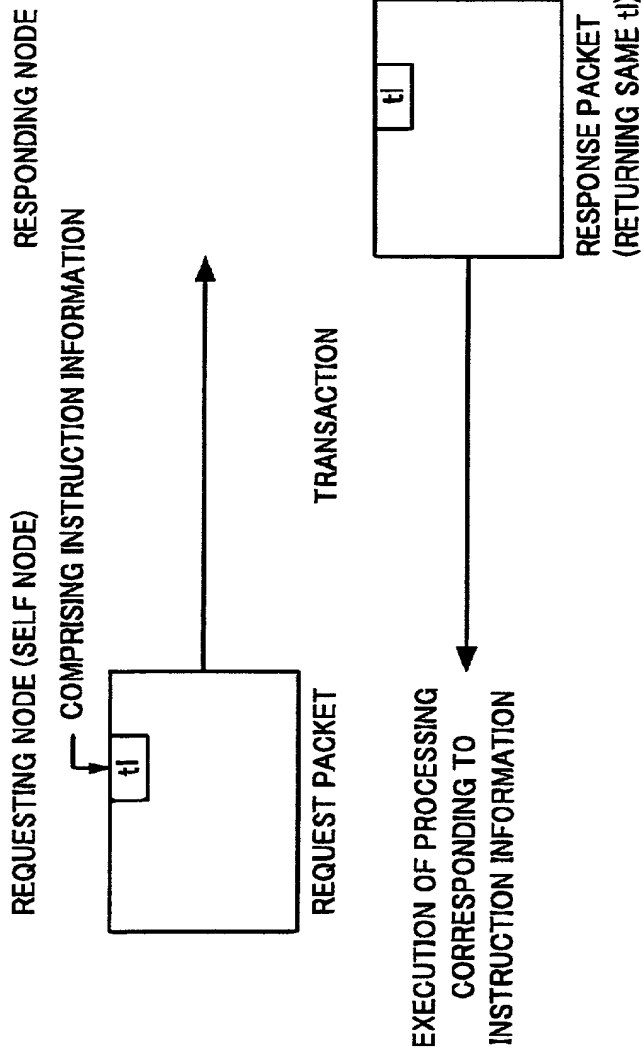 REQUESTING NODE (SELF NODE)
RESPONDING NODE
COMPRISING INSTRUCTION INFORMATION
tl
REQUEST PACKET
TRANSACTION
tl
EXECUTION OF PROCESSING
CORRESPONDING TO
INSTRUCTION INFORMATION
RESPONSE PACKET
(RETURNING SAME tl)